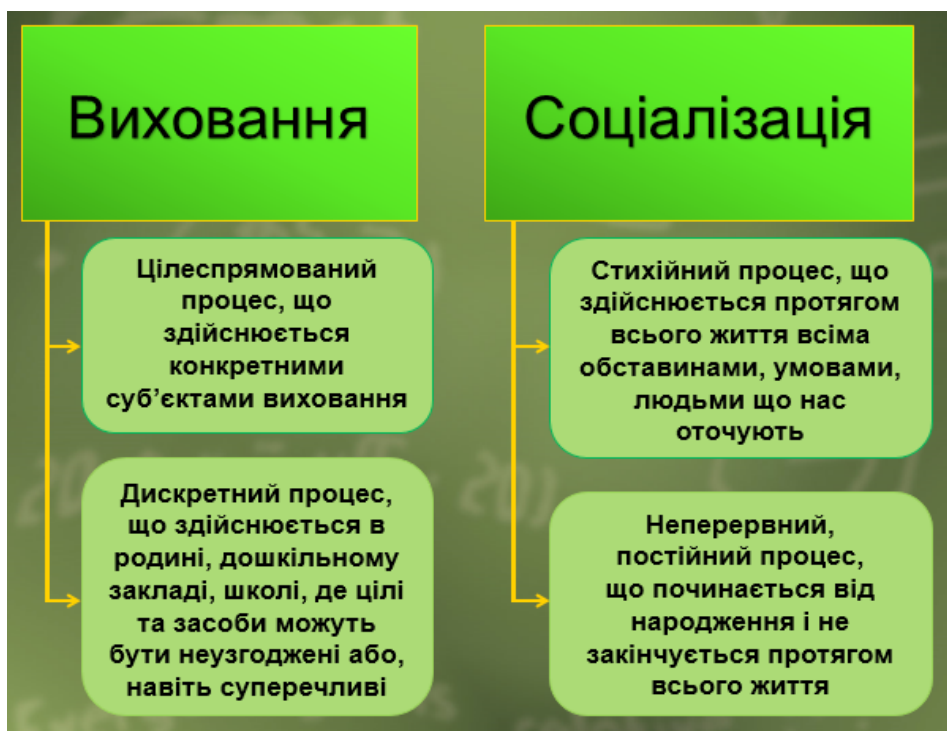 Виховання
Цілеспрямований
процес, що
здійснюється
конкретними
суб’єктами виховання
Дискретний процес,
що здійснюється в
родині, дошкільному
закладі, школі, де цілі
та засоби можуть
бути неузгоджені або,
навіть суперечливі
Соціалізація
Стихійний процес, що
здійснюється протягом
всього життя всіма
обставинами, умовами,
людьми що нас
оточують
Неперервний,
постійний процес,
що починається від
народження і не
закінчується протягом
всього життя